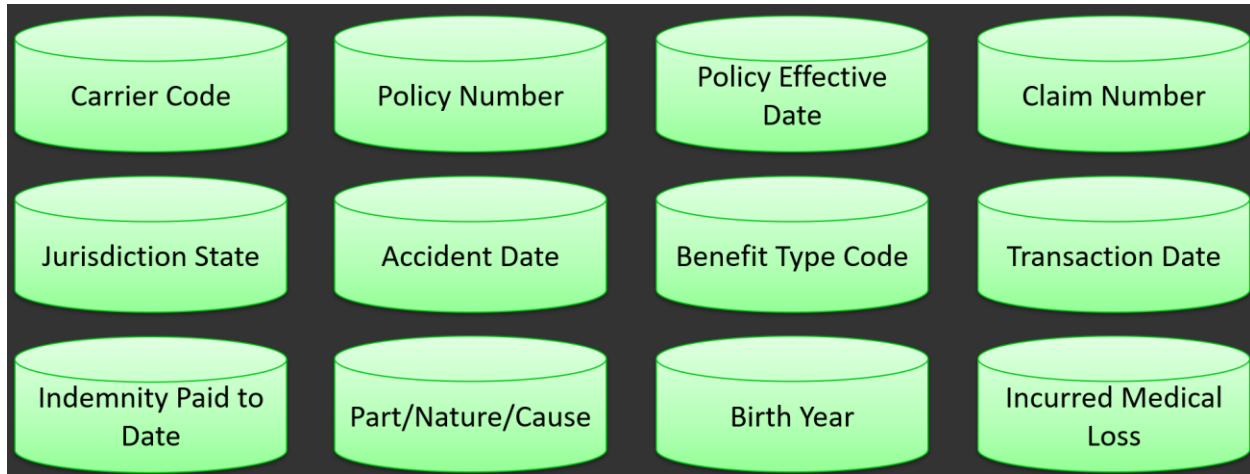 Carrier Code
Policy Number
Policy Effective
Date
Claim Number
Jurisdiction State
Accident Date
Benefit Type Code
Transaction Date
Indemnity Paid to
Date
Part/Nature/Cause
Birth Year
Incurred Medical
Loss